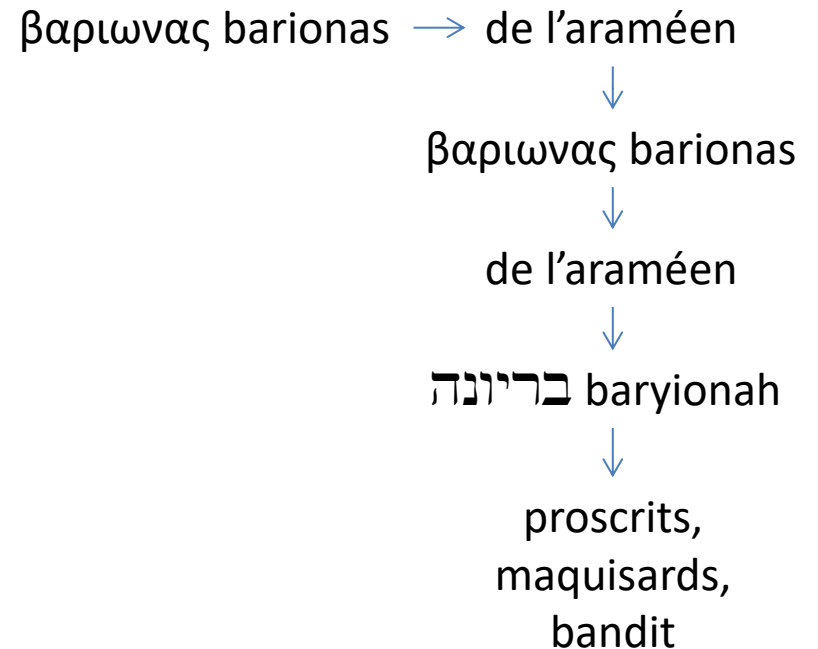 βαριωνας barionas → de l’araméen
↓
βαριωνας barionas
↓
de l’araméen
↓
בריונה baryionah
↓
proscrits,
maquisards,
bandit